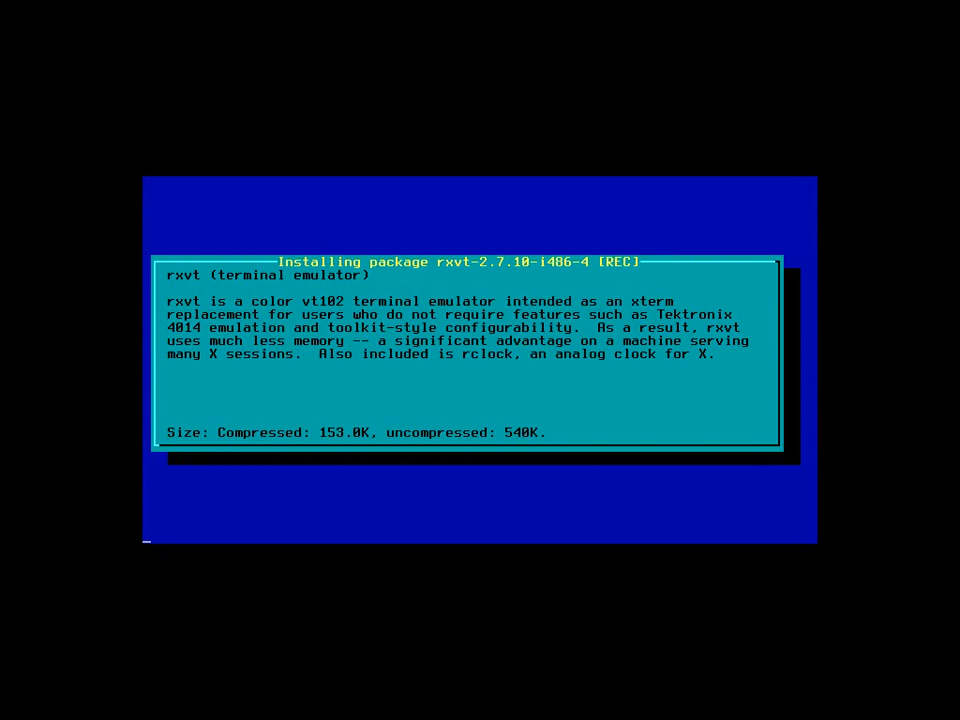 Installing package rxvt-2.7.10-i486-4 [REC]
rxvt (terminal emulator)
rxvt is a color vt102 terminal emulator intended as an xterm
replacement for users who do not require features such as Tektronix
4014 emulation and toolkit-style configurability.  As a result, rxvt
uses much less memory -- a significant advantage on a machine serving
many X sessions.  Also included is rclock, an analog clock for X.
Size: Compressed: 153.0K, uncompressed: 540K.